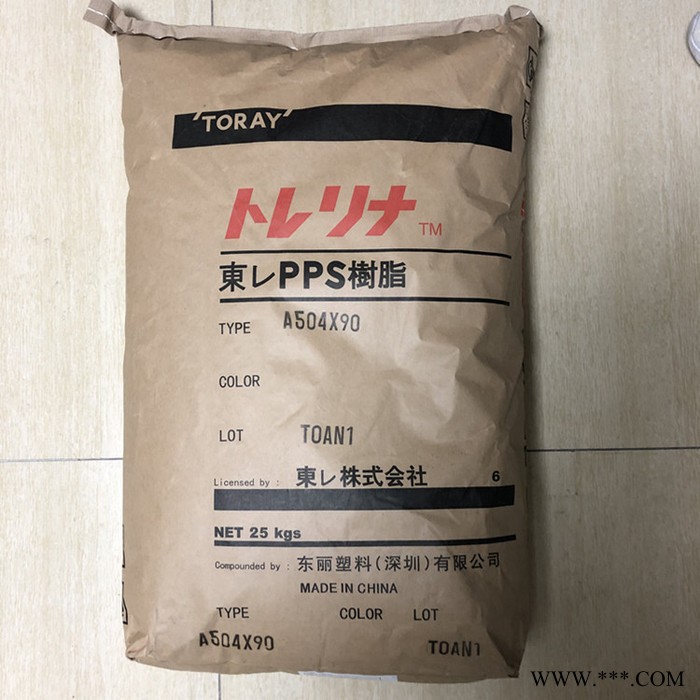 TORAY
トレリナ TM
東レPPS樹脂
TYPE A504X90
COLOR
LOT TOAN1
Licensed by : 東レ株式会社 6
NET 25 kgs
Compounded by : 东丽塑料(深圳)有限公司
MADE IN CHINA
TYPE COLOR LOT
A504X90 TOAN1
WWW.***.COM